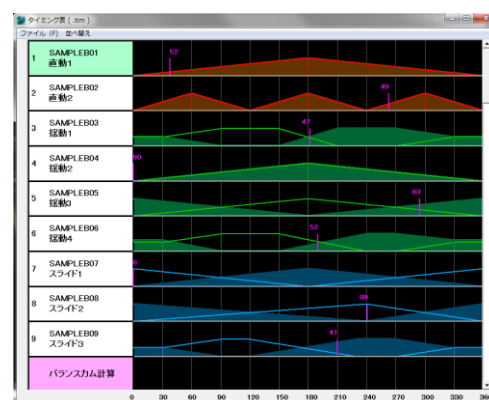 タイミング表 ( .tim )
ファイル (F) 並べ替え
1 SAMPLEB01
直動1
52
2 SAMPLEB02
直動2
49
3 SAMPLEB03
揺動1
47
4 SAMPLEB04
揺動2
90
5 SAMPLEB05
揺動3
63
6 SAMPLEB06
揺動4
52
7 SAMPLEB07
スライド1
0
8 SAMPLEB08
スライド2
89
9 SAMPLEB09
スライド3
41
バランスカム計算
0 30 60 90 120 150 180 210 240 270 300 330 360